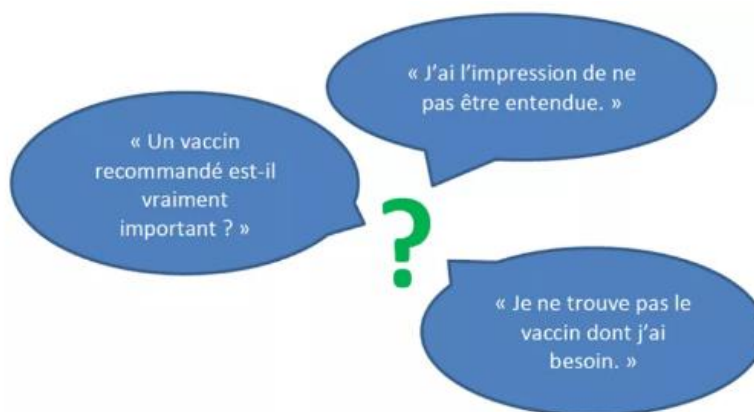 « J’ai l’impression de ne
pas être entendue. »
« Un vaccin
recommandé est-il
vraiment
important ? »
?
« Je ne trouve pas le
vaccin dont j’ai
besoin. »